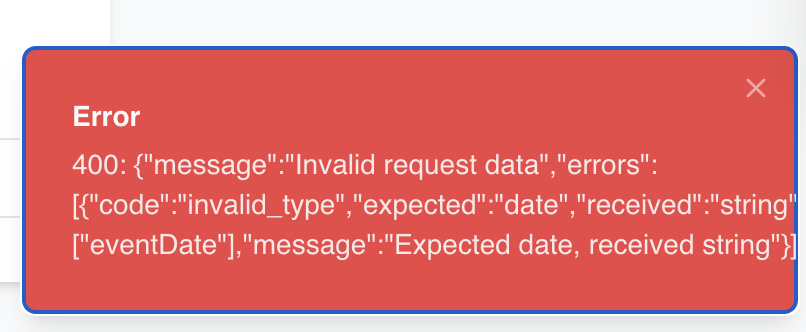 Error
400: {"message":"Invalid request data","errors":
[{"code":"invalid_type","expected":"date","received":"string"
["eventDate"],"message":"Expected date, received string"}]